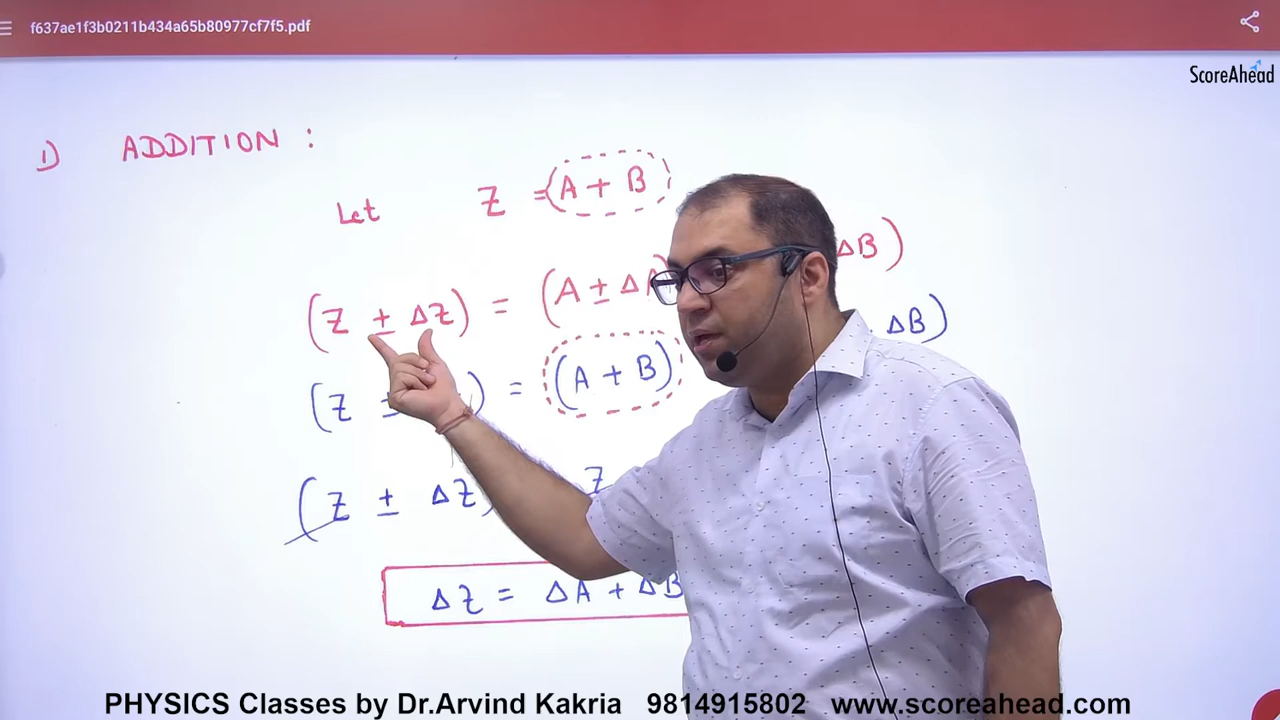 f637ae1f3b0211b434a65b80977cf7f5.pdf
ScoreAhead
1) ADDITION :
Let Z = (A + B)
(Z ± ΔZ) = (A ± ΔA ΔB)
(Z ± ) = (A + B) ΔB)
(Z ± ΔZ) Z
ΔZ = ΔA + ΔB
PHYSICS Classes by Dr.Arvind Kakria 9814915802 www.scoreahead.com